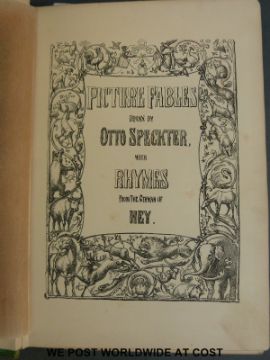 PICTURE FABLES
DRAWN BY
OTTO SPECKTER,
WITH
RHYMES
FROM THE GERMAN OF
HEY.
WE POST WORLDWIDE AT COST